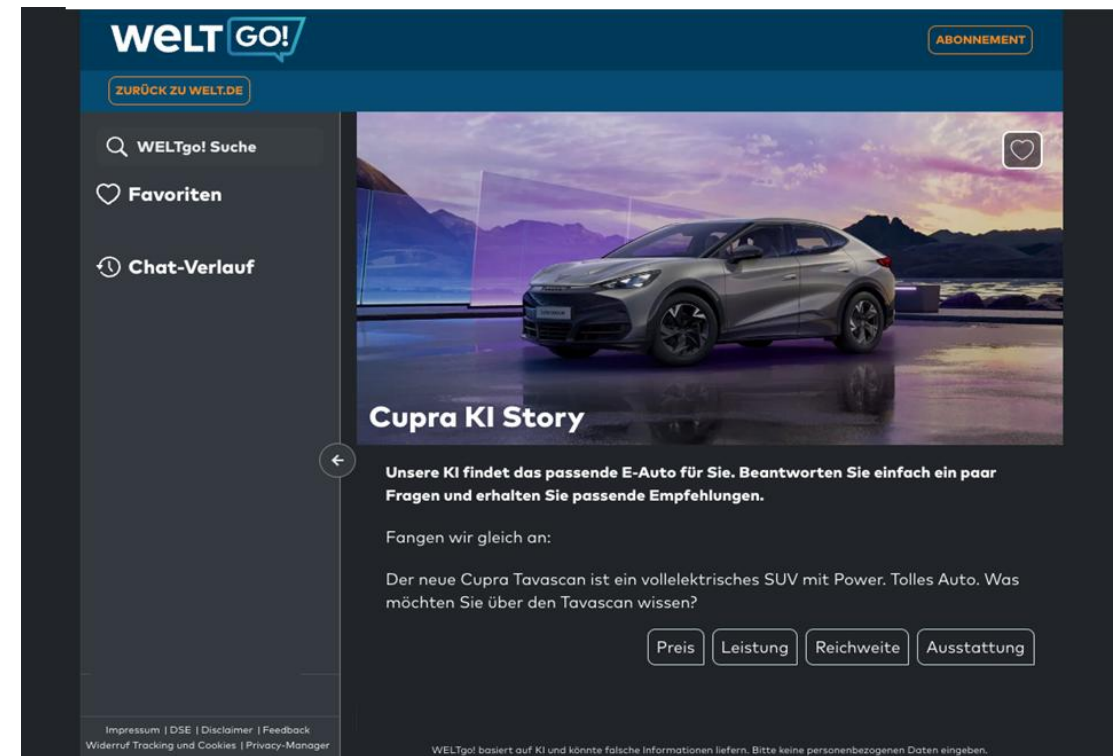 WELT GO!
ABONNEMENT
ZURÜCK ZU WELT.DE
WELTgo! Suche
Favoriten
Chat-Verlauf
Cupra KI Story
Unsere KI findet das passende E-Auto für Sie. Beantworten Sie einfach ein paar
Fragen und erhalten Sie passende Empfehlungen.
Fangen wir gleich an:
Der neue Cupra Tavascan ist ein vollelektrisches SUV mit Power. Tolles Auto. Was
möchten Sie über den Tavascan wissen?
Preis Leistung Reichweite Ausstattung
Impressum | DSE | Disclaimer | Feedback
Widerruf Tracking und Cookies | Privacy-Manager
WELTgo! basiert auf KI und könnte falsche Informationen liefern. Bitte keine personenbezogenen Daten eingeben.